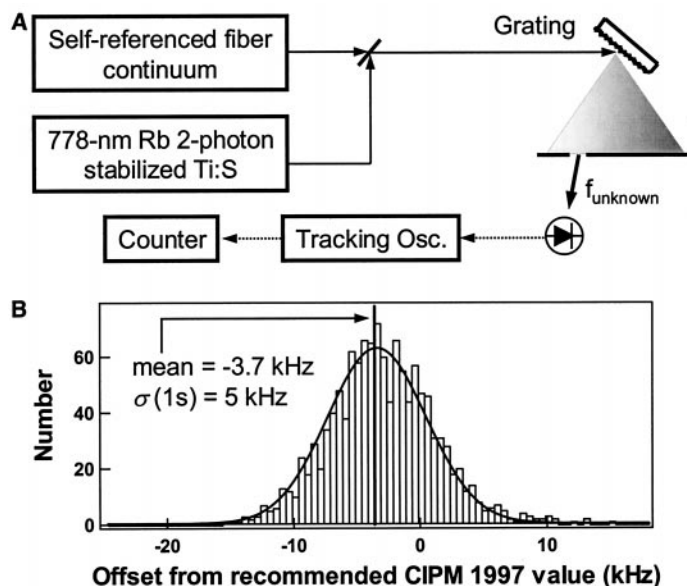 A
Self-referenced fiber
continuum
Grating
778-nm Rb 2-photon
stabilized Ti:S
f_unknown
Counter
Tracking Osc.
B
mean = -3.7 kHz
σ(1s) = 5 kHz
Number
60
40
20
0
-20
-10
0
10
Offset from recommended CIPM 1997 value (kHz)